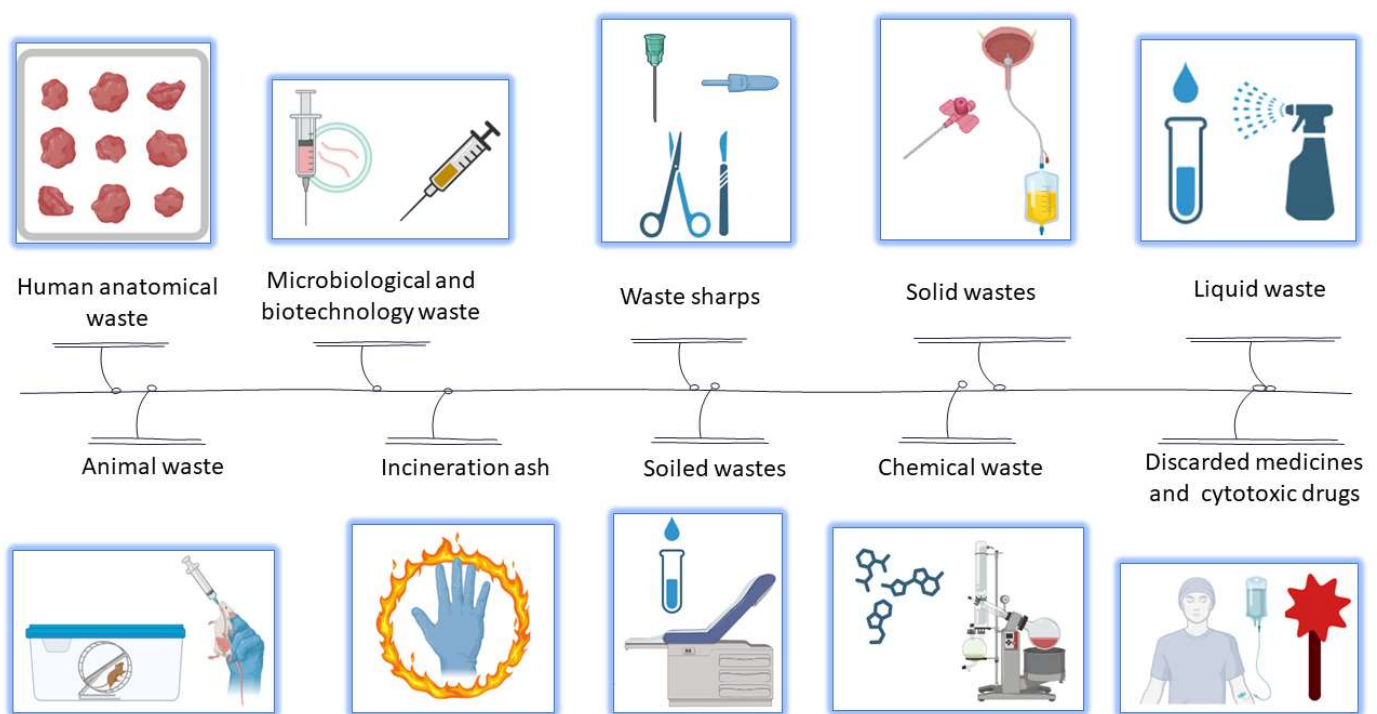 Human anatomical
waste
Microbiological and
biotechnology waste
Waste sharps
Solid wastes
Liquid waste
Animal waste
Incineration ash
Soiled wastes
Chemical waste
Discarded medicines
and cytotoxic drugs